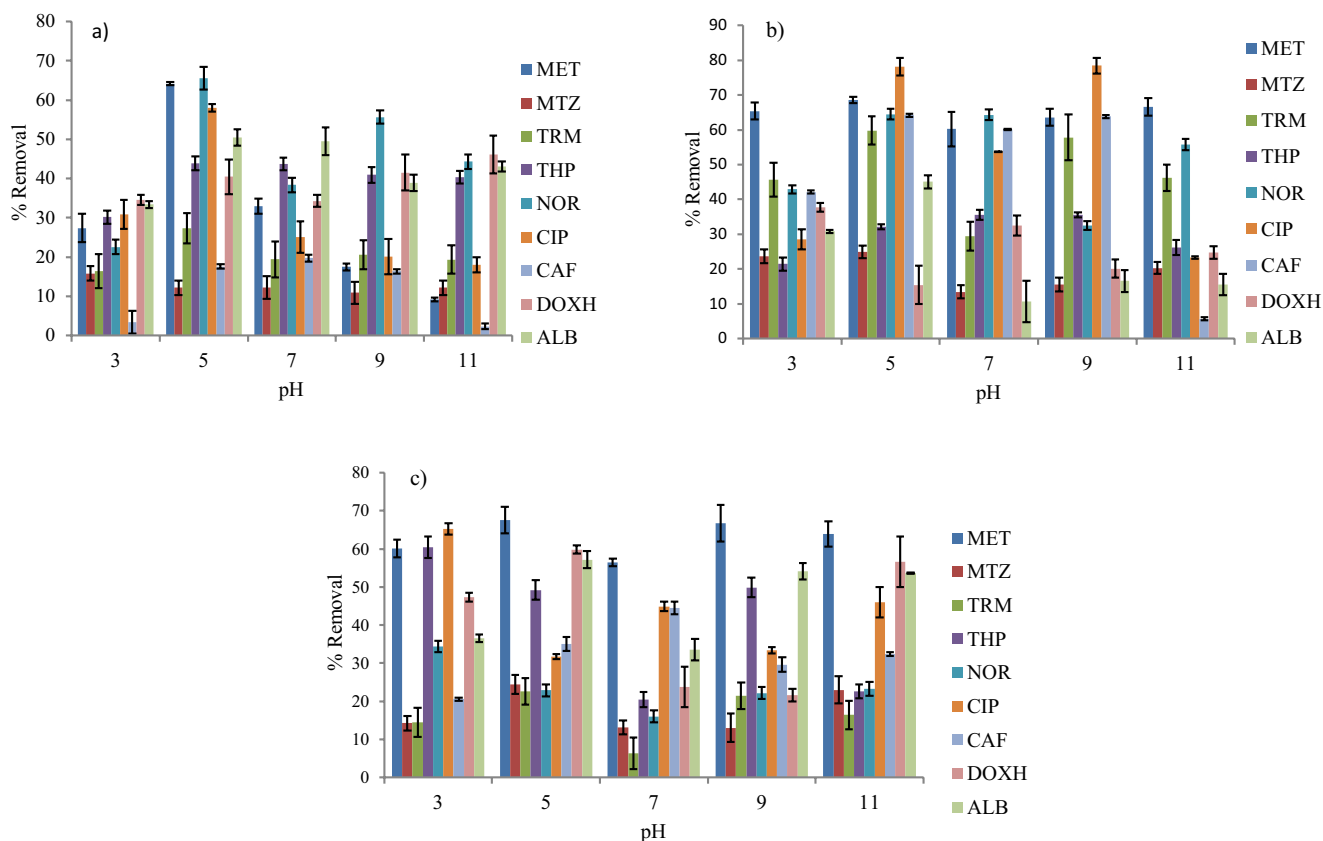 a)
% Removal
80
70
60
50
40
30
20
10
0
3 5 7 9 11
pH
MET
MTZ
TRM
THP
NOR
CIP
CAF
DOXH
ALB
b)
% Removal
90
80
70
60
50
40
30
20
10
0
3 5 7 9 11
pH
MET
MTZ
TRM
THP
NOR
CIP
CAF
DOXH
ALB
c)
% Removal
80
70
60
50
40
30
20
10
0
3 5 7 9 11
pH
MET
MTZ
TRM
THP
NOR
CIP
CAF
DOXH
ALB